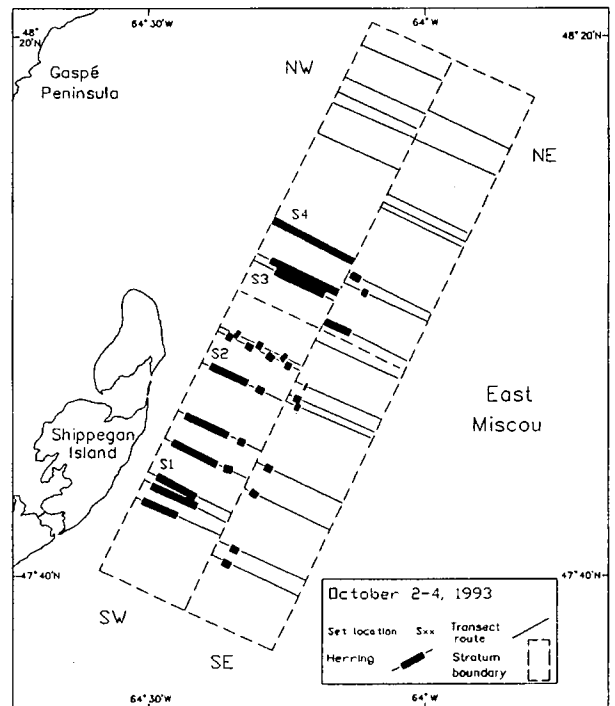 64°30'W
64°W
48°
20'N
48°20'N
Gaspé
Peninsula
NW
NE
S4
S3
S2
East
Miscou
Shippegan
Island
S1
47°40'N
47°40'N
October 2-4, 1993
SW
Set location Sxx Transect
route
Herring Stratum
boundary
SE
64°30'W
64°W